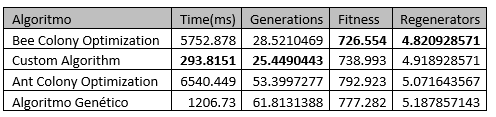 Algoritmo Time(ms) Generations Fitness Regenerators
Bee Colony Optimization 5752.878 28.5210469 726.554 4.820928571
Custom Algorithm 293.8151 25.4490443 738.993 4.918928571
Ant Colony Optimization 6540.449 53.3997277 792.923 5.071643567
Algoritmo Genético 1206.73 61.8131388 777.282 5.187857143